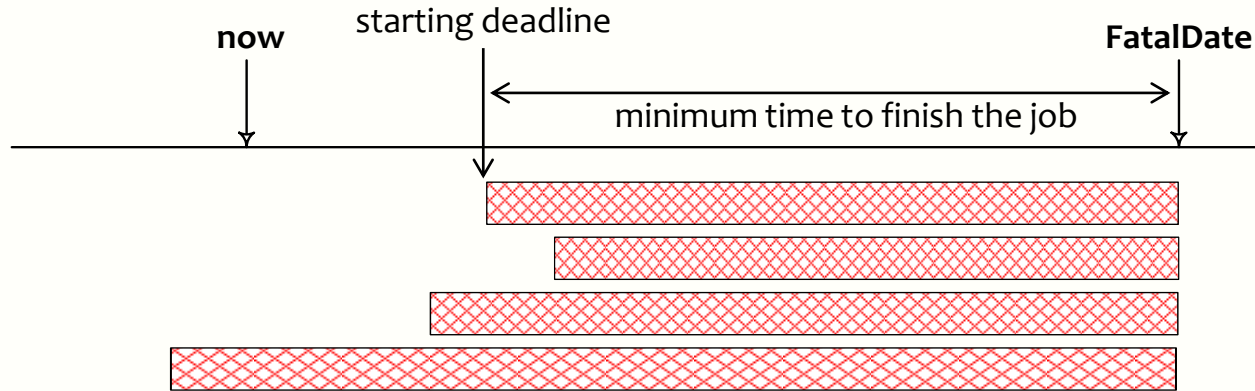 starting deadline
now
FatalDate
minimum time to finish the job